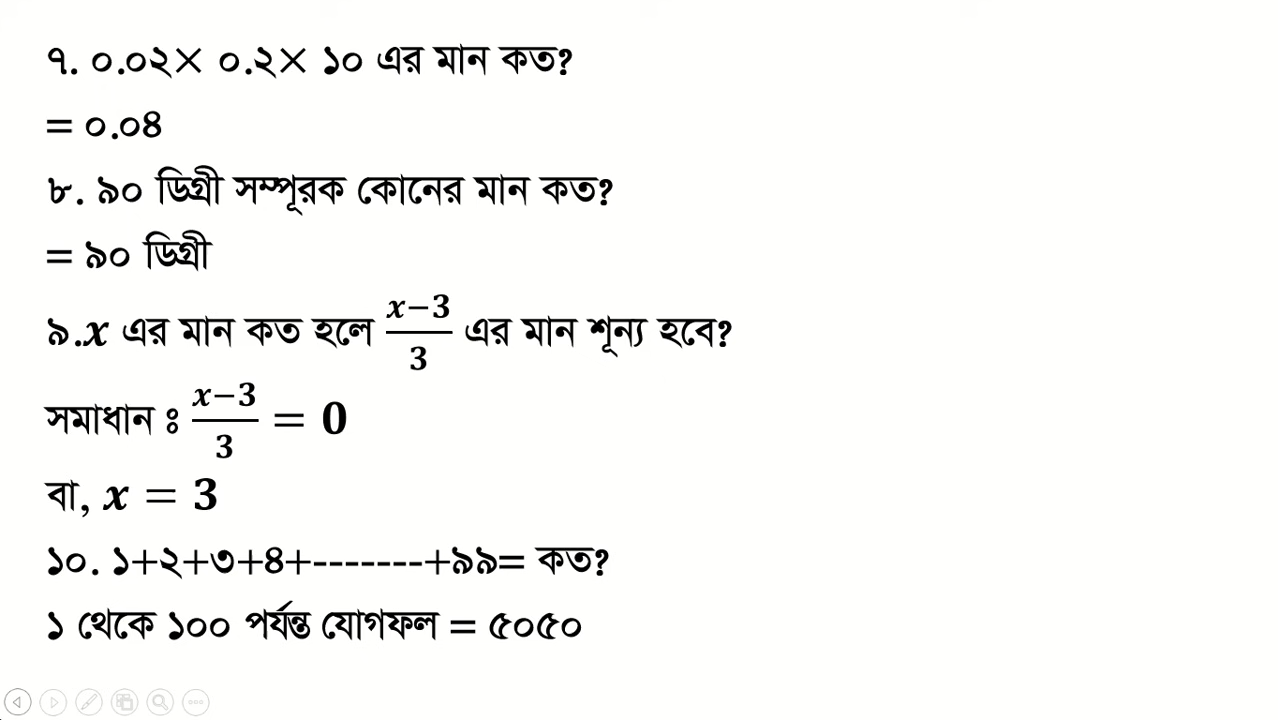 ৭. ০.০২× ০.২× ১০ এর মান কত?
= ০.০৪
৮. ৯০ ডিগ্রী সম্পূরক কোনের মান কত?
= ৯০ ডিগ্রী
৯.x এর মান কত হলে (x−3)/3 এর মান শূন্য হবে?
সমাধান ঃ (x−3)/3 = 0
বা, x = 3
১০. ১+২+৩+৪+-------+৯৯= কত?
১ থেকে ১০০ পর্যন্ত যোগফল = ৫০৫০